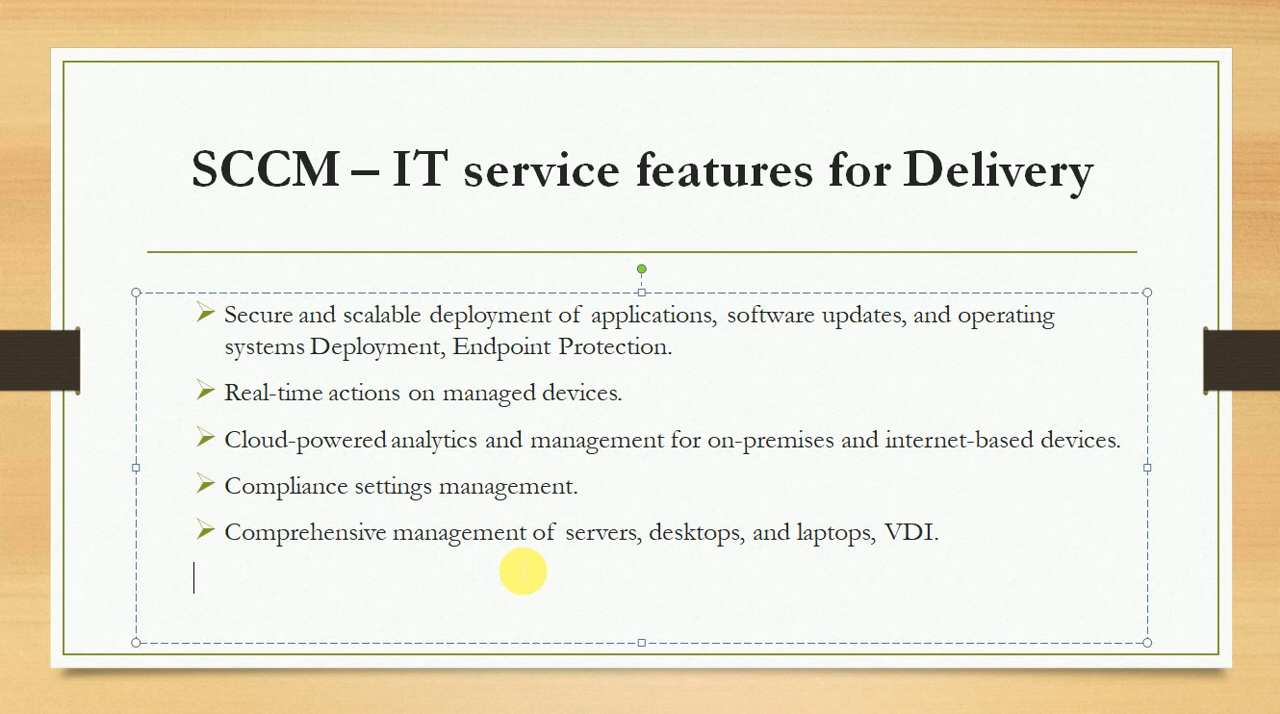 SCCM – IT service features for Delivery
Secure and scalable deployment of applications, software updates, and operating
systems Deployment, Endpoint Protection.
Real-time actions on managed devices.
Cloud-powered analytics and management for on-premises and internet-based devices.
Compliance settings management.
Comprehensive management of servers, desktops, and laptops, VDI.